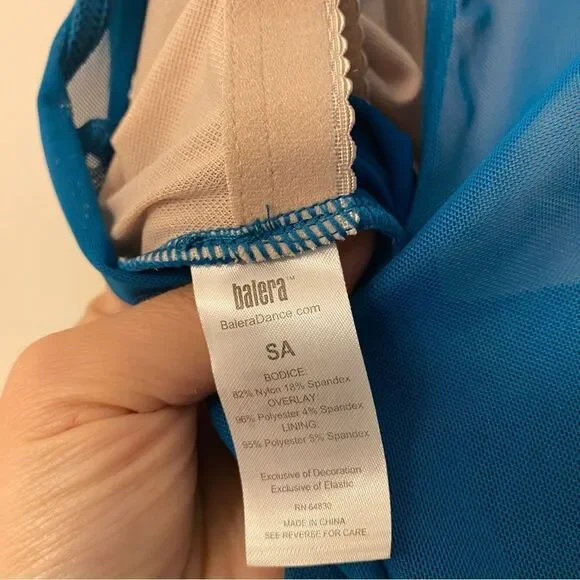 balera™
BaleraDance.com
SA
BODICE:
82% Nylon 18% Spandex
OVERLAY:
96% Polyester 4% Spandex
LINING:
95% Polyester 5% Spandex
Exclusive of Decoration
Exclusive of Elastic
RN 64830
MADE IN CHINA
SEE REVERSE FOR CARE